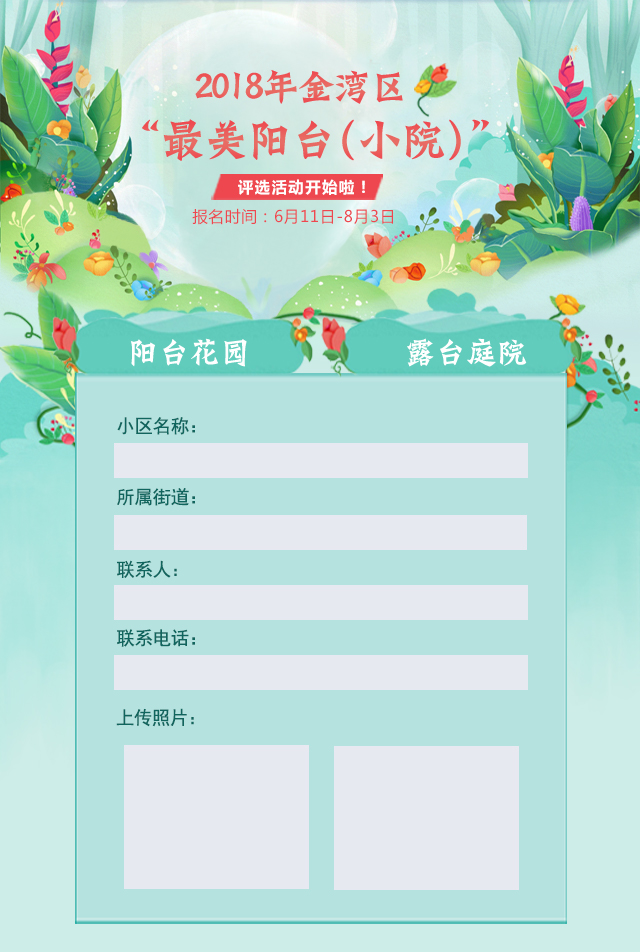 2018年金湾区
“最美阳台(小院)”
评选活动开始啦！
报名时间：6月11日-8月3日
阳台花园
露台庭院
小区名称：
所属街道：
联系人：
联系电话：
上传照片：